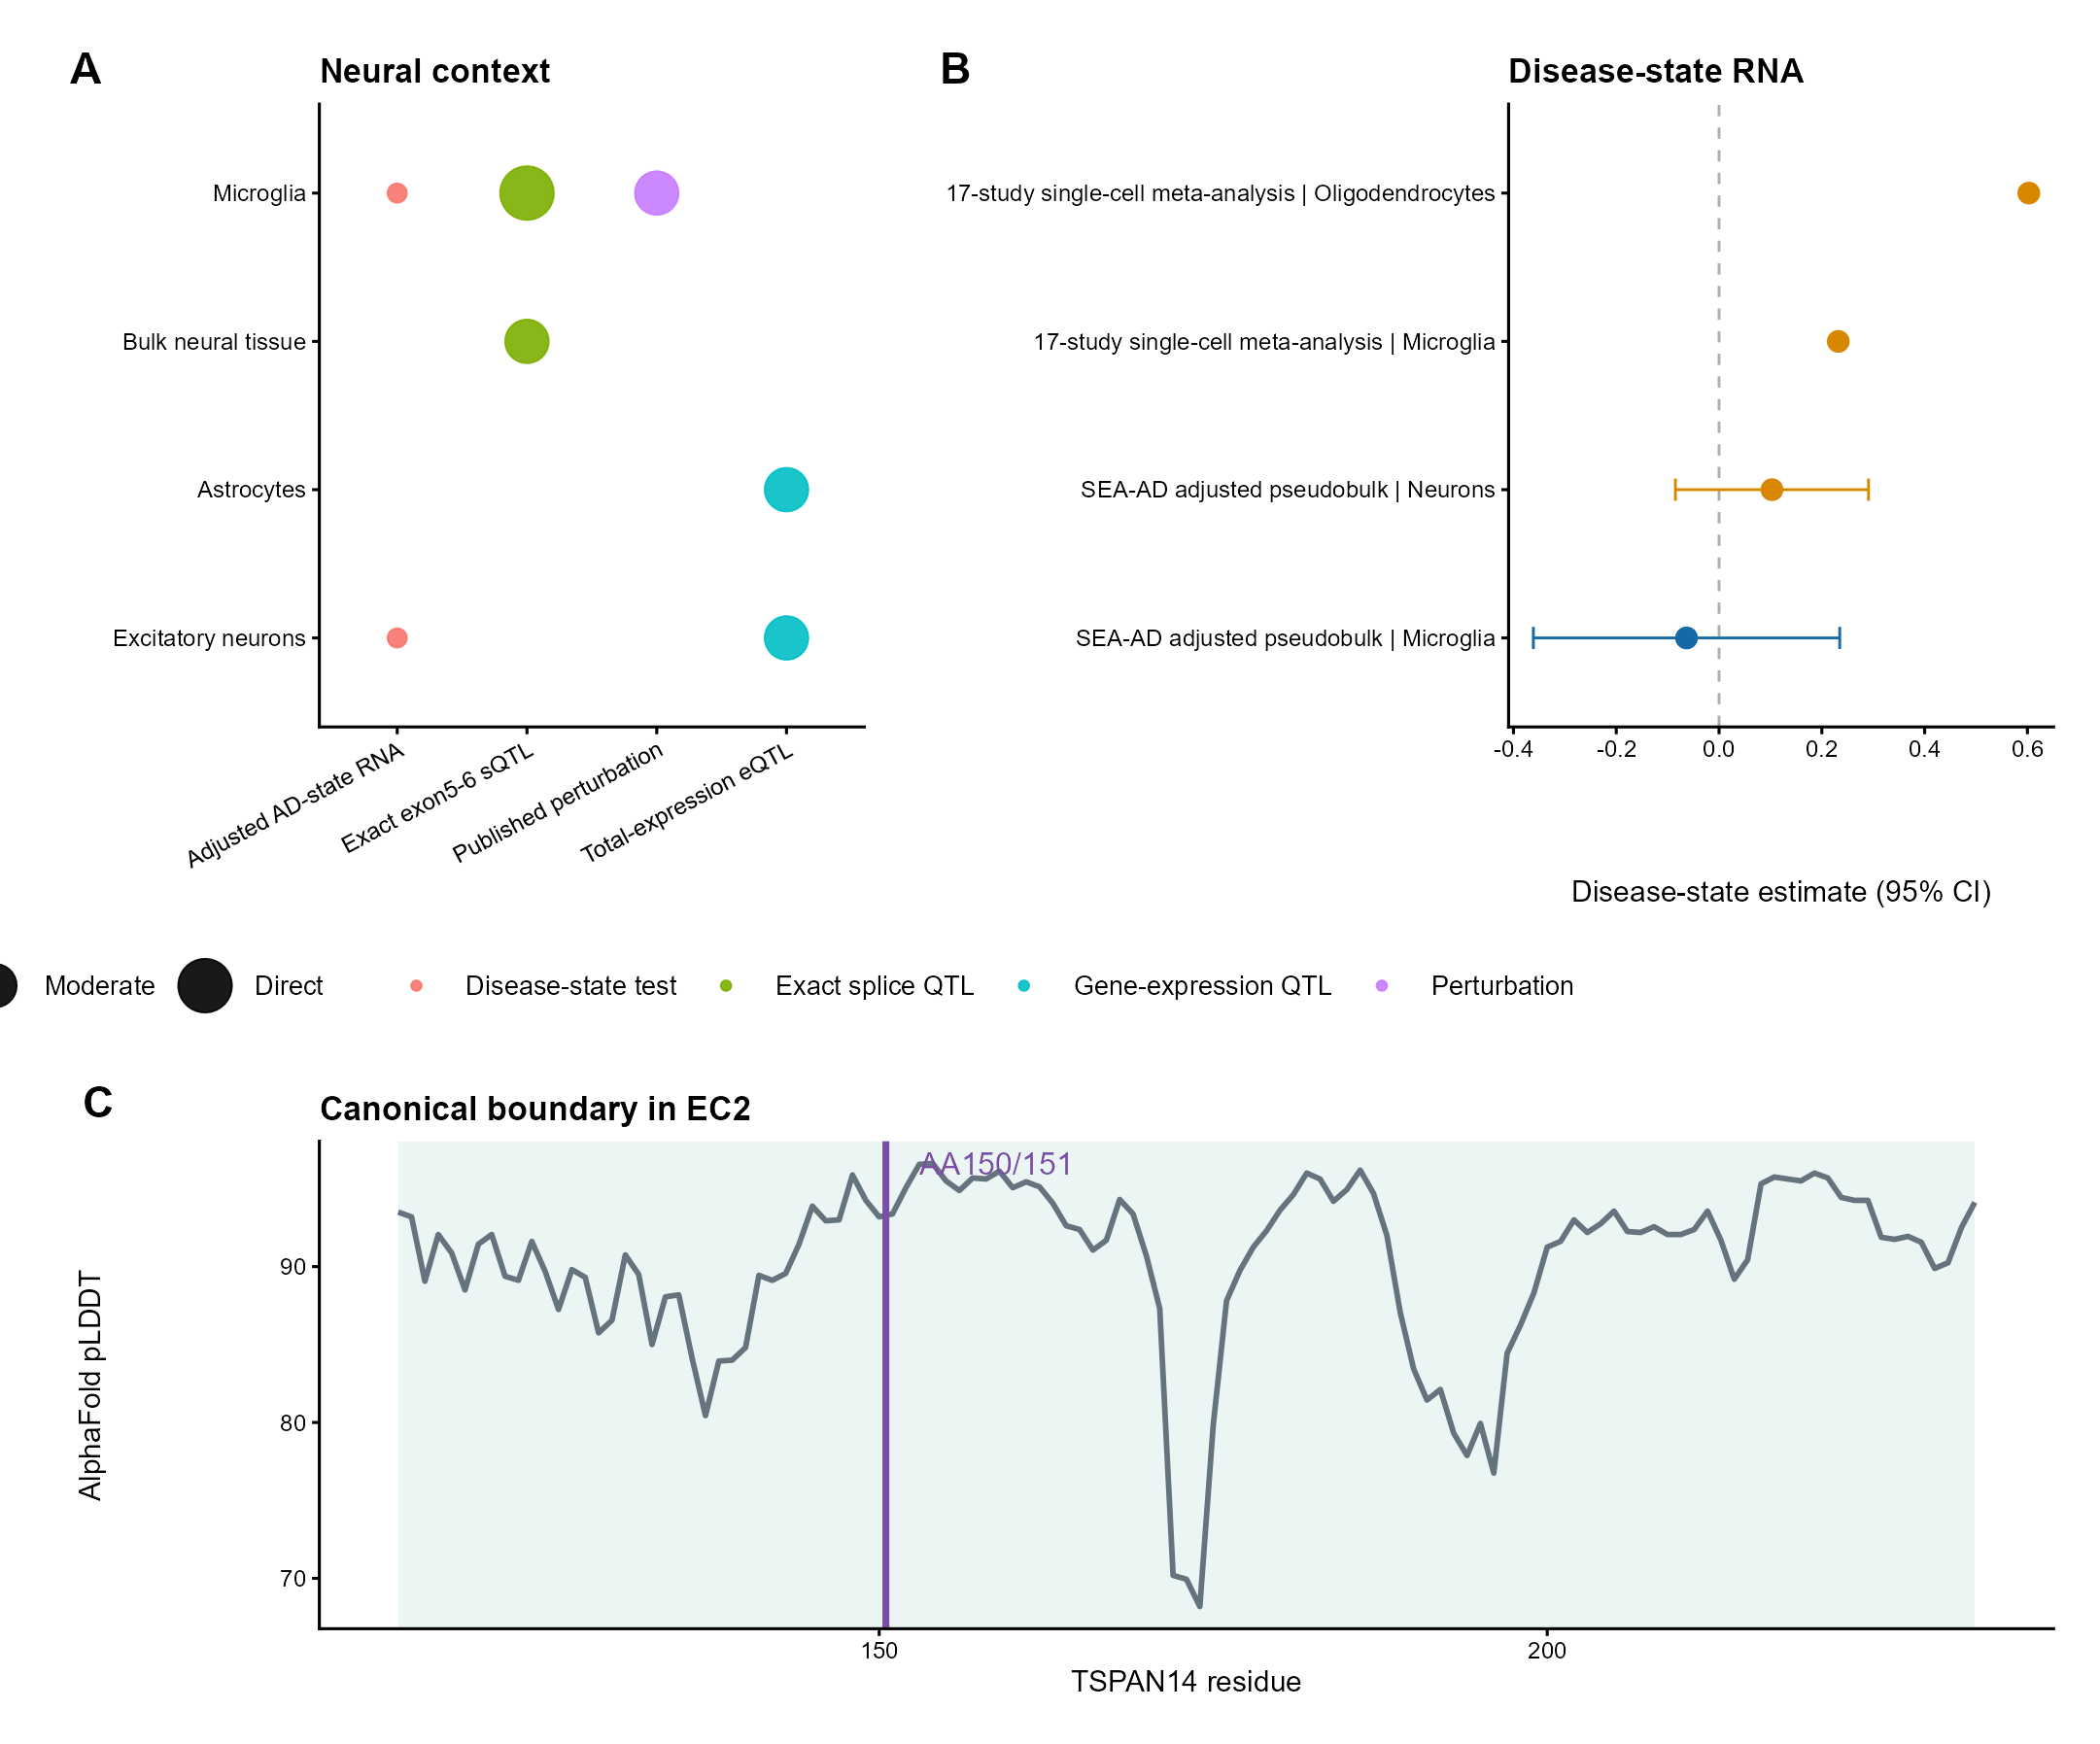 A
Neural context
Microglia
Bulk neural tissue
Astrocytes
Excitatory neurons
Adjusted AD-state RNA
Exact exon5-6 sQTL
Published perturbation
Total-expression eQTL
B
Disease-state RNA
17-study single-cell meta-analysis | Oligodendrocytes
17-study single-cell meta-analysis | Microglia
SEA-AD adjusted pseudobulk | Neurons
SEA-AD adjusted pseudobulk | Microglia
-0.4 -0.2 0.0 0.2 0.4 0.6
Disease-state estimate (95% CI)
Moderate Direct Disease-state test Exact splice QTL Gene-expression QTL Perturbation
C
Canonical boundary in EC2
AA150/151
AlphaFold pLDDT
90
80
70
150 200
TSPAN14 residue